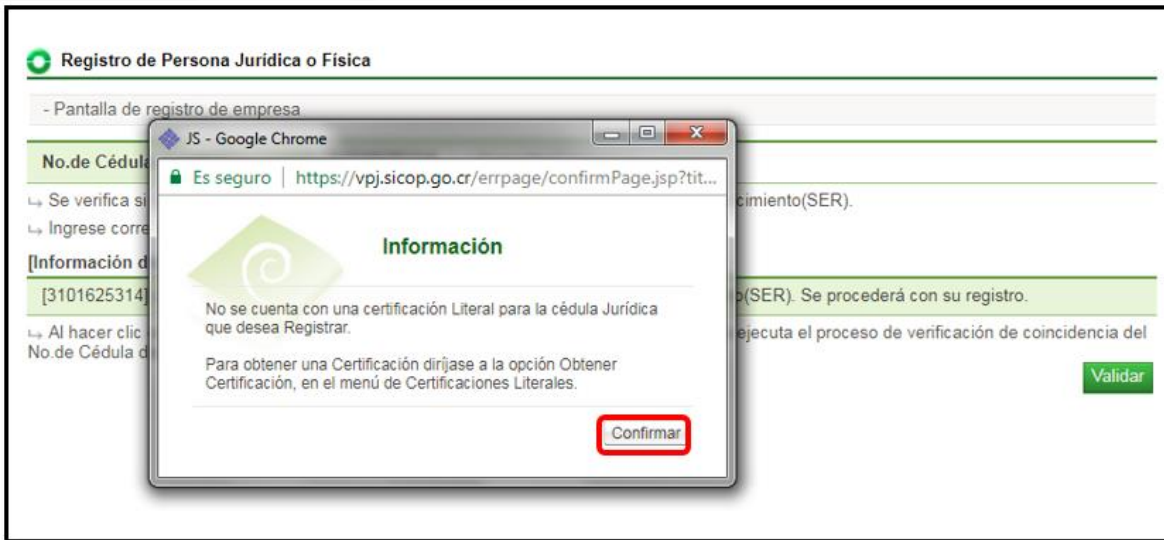 Registro de Persona Jurídica o Física
- Pantalla de registro de empresa
JS - Google Chrome
No.de Cédula
Es seguro | https://vpj.sicop.go.cr/errpage/confirmPage.jsp?tit...
↳ Se verifica si
cimiento(SER).
↳ Ingrese corre
Información
[Información d
[3101625314]
(SER). Se procederá con su registro.
No se cuenta con una certificación Literal para la cédula Jurídica
que desea Registrar.
↳ Al hacer clic
ejecuta el proceso de verificación de coincidencia del
No.de Cédula d
Para obtener una Certificación diríjase a la opción Obtener
Certificación, en el menú de Certificaciones Literales.
Validar
Confirmar